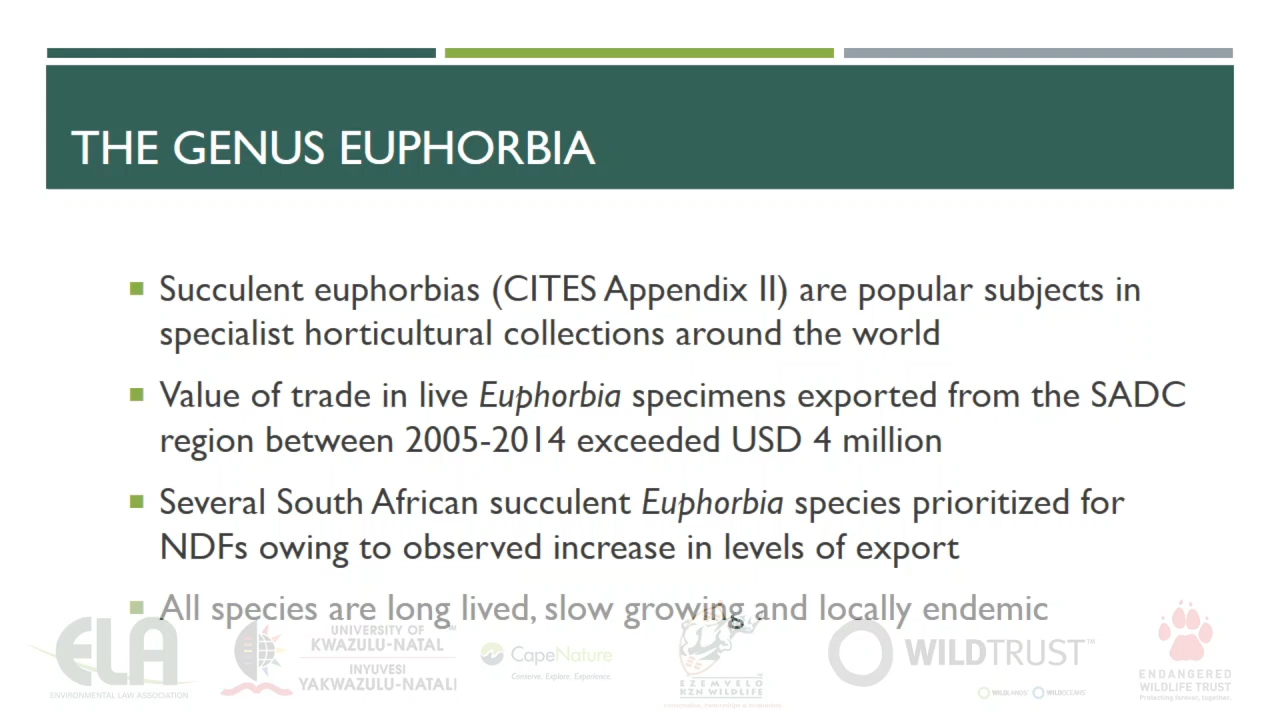 THE GENUS EUPHORBIA
Succulent euphorbias (CITES Appendix II) are popular subjects in
specialist horticultural collections around the world
Value of trade in live Euphorbia specimens exported from the SADC
region between 2005-2014 exceeded USD 4 million
Several South African succulent Euphorbia species prioritized for
NDFs owing to observed increase in levels of export
All species are long lived, slow growing and locally endemic
ELA
ENVIRONMENTAL LAW ASSOCIATION
UNIVERSITY OF
KWAZULU-NATAL
INYUVESI
YAKWAZULU-NATALI
CapeNature
Conserve. Explore. Experience.
EZEMVELO
KZN WILDLIFE
WILDTRUST™
WILDLANDS WILDOCEANS
ENDANGERED
WILDLIFE TRUST
Protecting forever, together.